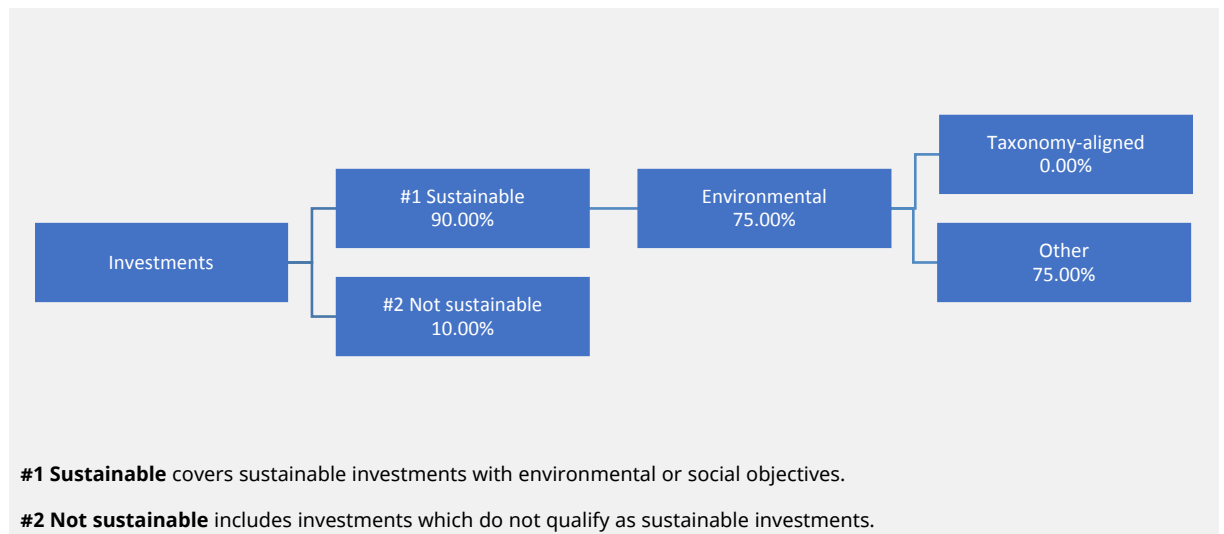 Investments
#1 Sustainable
90.00%
#2 Not sustainable
10.00%
Environmental
75.00%
Taxonomy-aligned
0.00%
Other
75.00%
#1 Sustainable covers sustainable investments with environmental or social objectives.
#2 Not sustainable includes investments which do not qualify as sustainable investments.